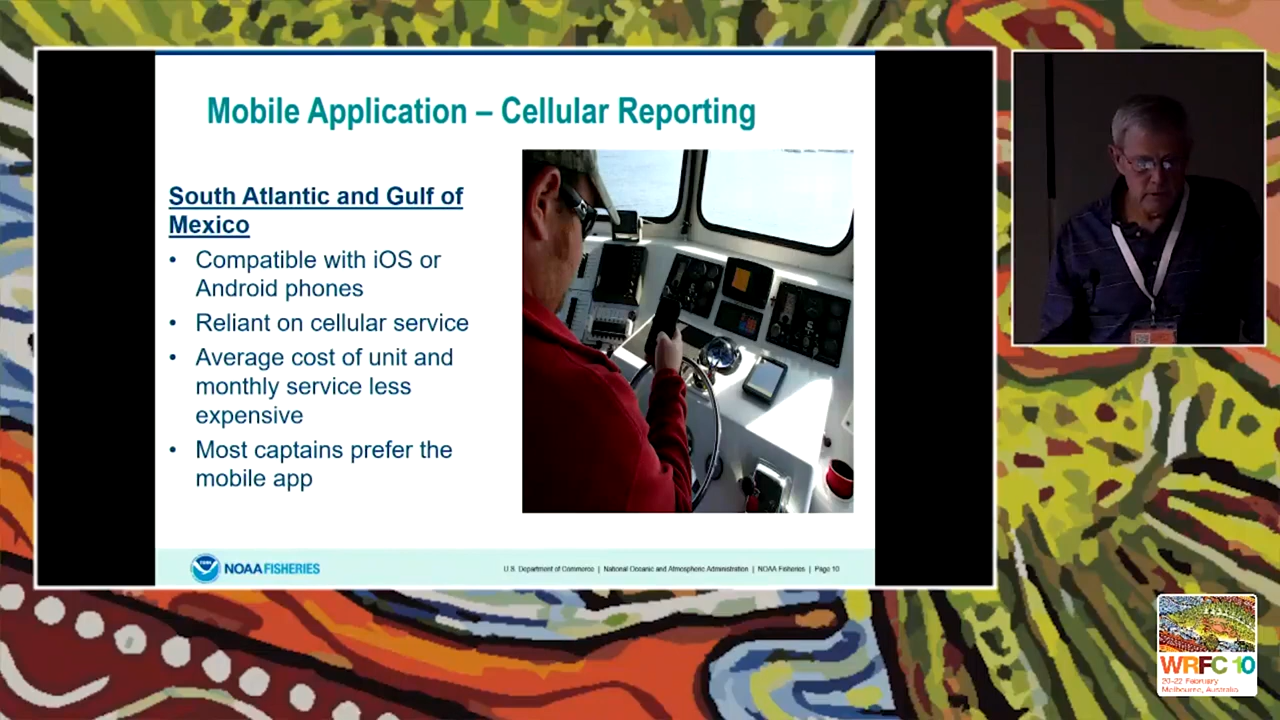 Mobile Application – Cellular Reporting
South Atlantic and Gulf of
Mexico
• Compatible with iOS or
Android phones
• Reliant on cellular service
• Average cost of unit and
monthly service less
expensive
• Most captains prefer the
mobile app
NOAA FISHERIES
U.S. Department of Commerce | National Oceanic and Atmospheric Administration | NOAA Fisheries | Page 10
WRFC 10
20-22 February
Melbourne, Australia